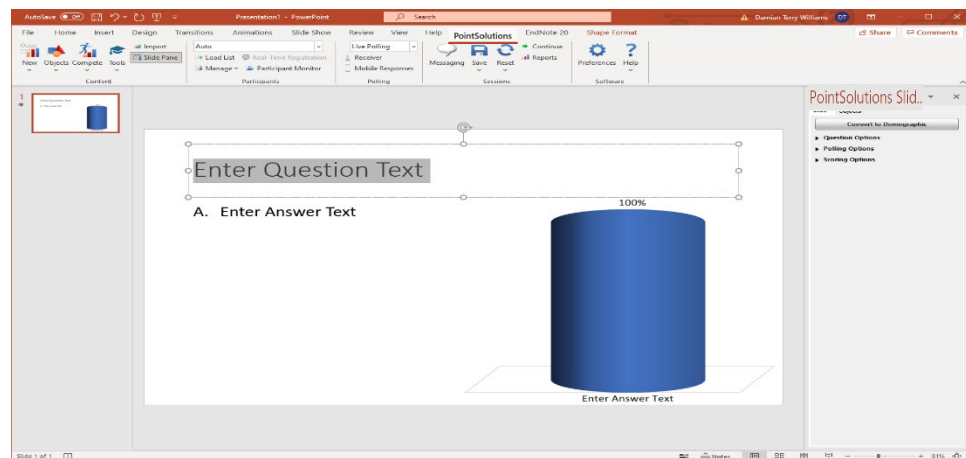 AutoSave Off Presentation1 - PowerPoint Search Damian Terry Williams DT
File Home Insert Design Transitions Animations Slide Show Review View Help PointSolutions EndNote 20 Shape Format Share Comments
New Objects Compete Tools
Import
Slide Pane
Content
Auto
Load List Real-Time Registration
Manage Participant Monitor
Participants
Live Polling
Receiver
Mobile Responses
Polling
Messaging Save Reset
Continue
Reports
Sessions
Preferences Help
Software
1
PointSolutions Slid..
Objects
Convert to Demographic
Question Options
Polling Options
Scoring Options
Enter Question Text
A. Enter Answer Text
100%
Enter Answer Text
Slide 1 of 1 Notes 81%